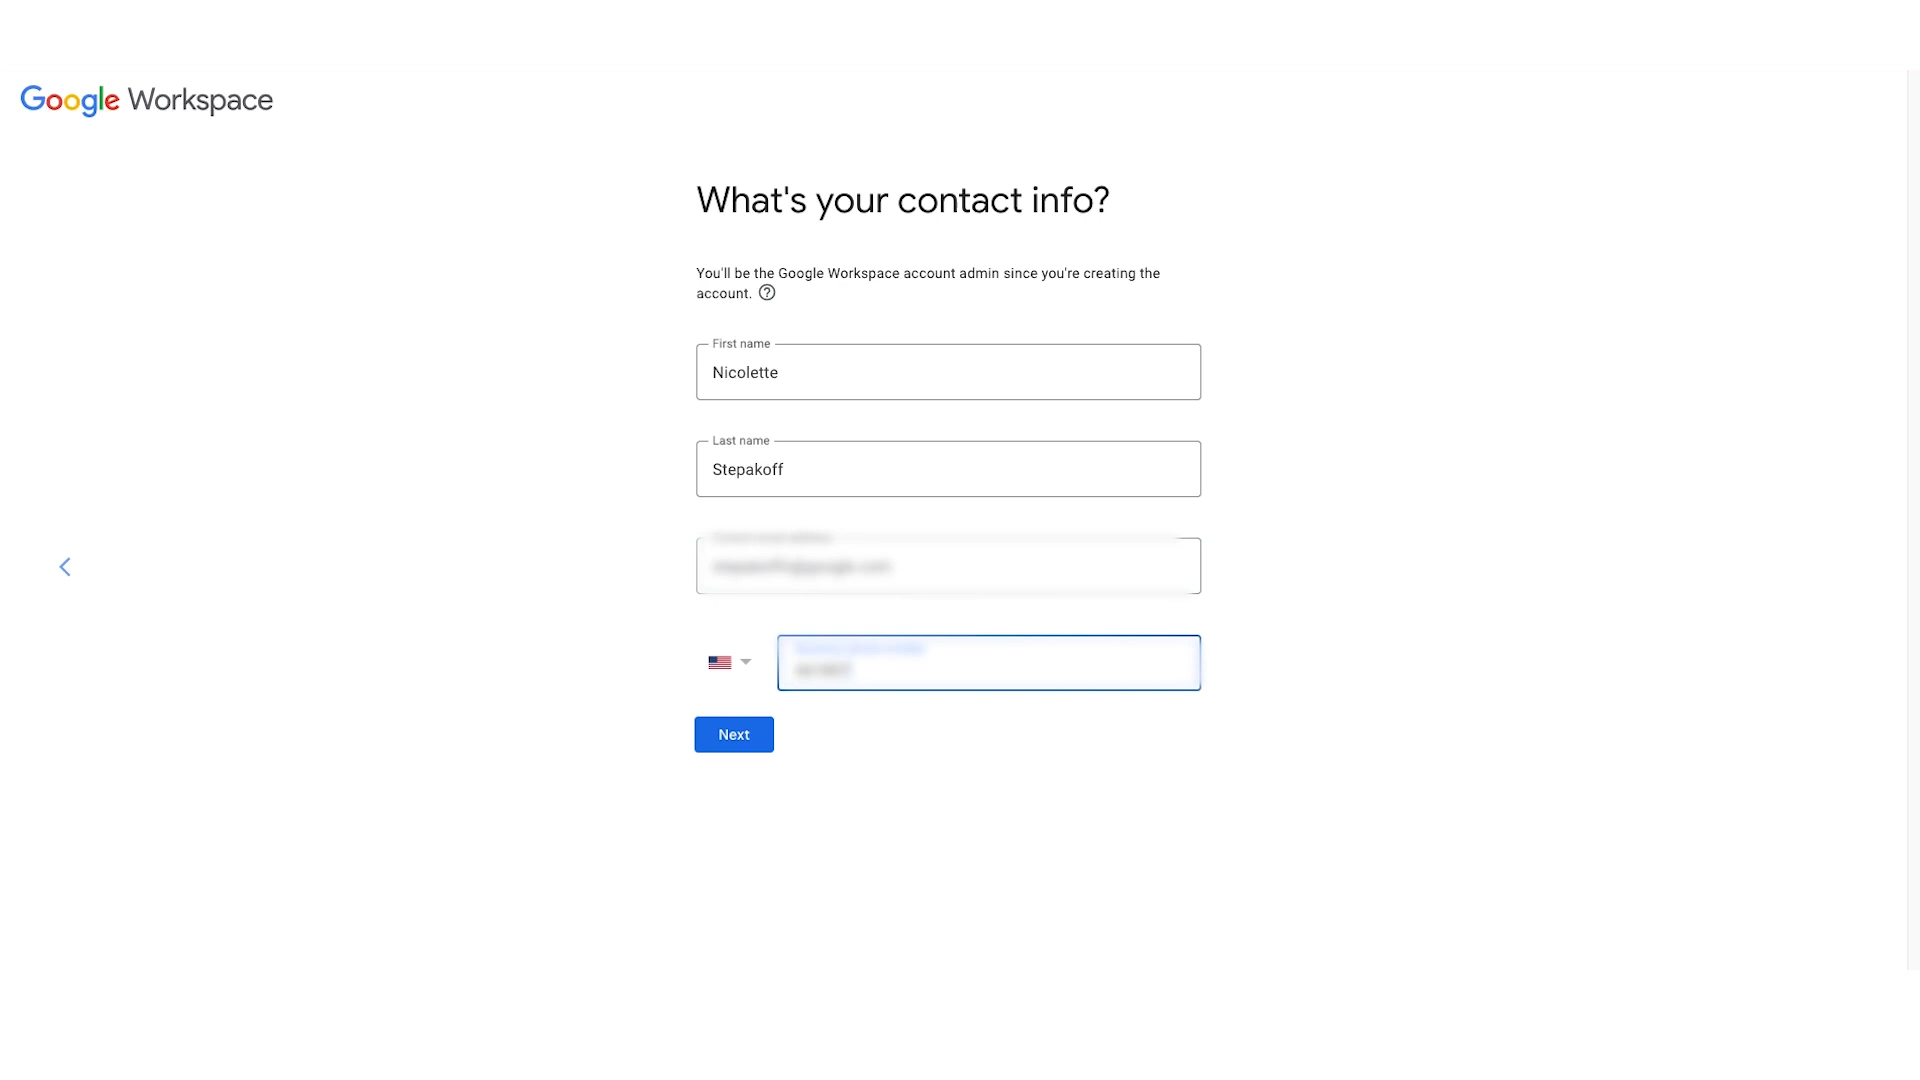 Google Workspace
What's your contact info?
You'll be the Google Workspace account admin since you're creating the
account.
First name
Nicolette
Last name
Stepakoff
Next